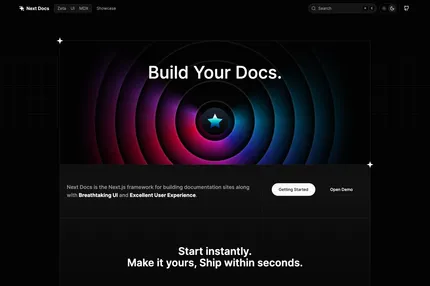 Next Docs
Zeta UI MDX
Showcase
Search
Build Your Docs.
Next Docs is the Next.js framework for building documentation sites along
with Breathtaking UI and Excellent User Experience.
Getting Started
Open Demo
Start instantly.
Make it yours, Ship within seconds.